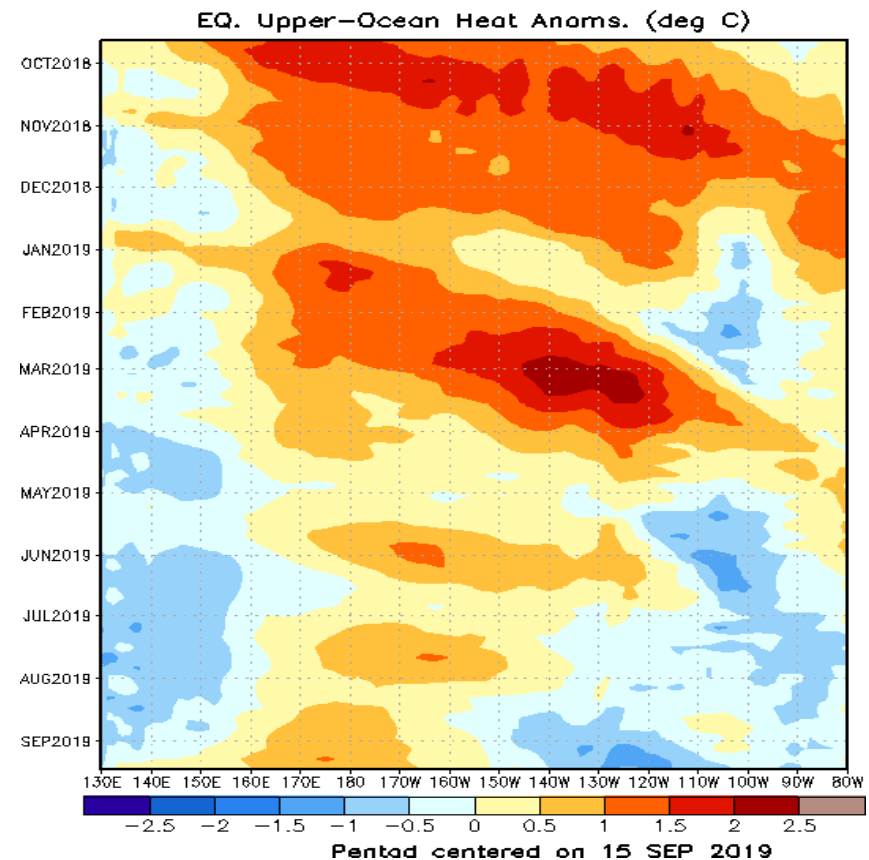 EQ. Upper-Ocean Heat Anoms. (deg C)
OCT2018
NOV2018
DEC2018
JAN2019
FEB2019
MAR2019
APR2019
MAY2019
JUN2019
JUL2019
AUG2019
SEP2019
130E 140E 150E 160E 170E 180 170W 160W 150W 140W 130W 120W 110W 100W 90W 80W
-2.5 -2 -1.5 -1 -0.5 0 0.5 1 1.5 2 2.5
Pentad centered on 15 SEP 2019